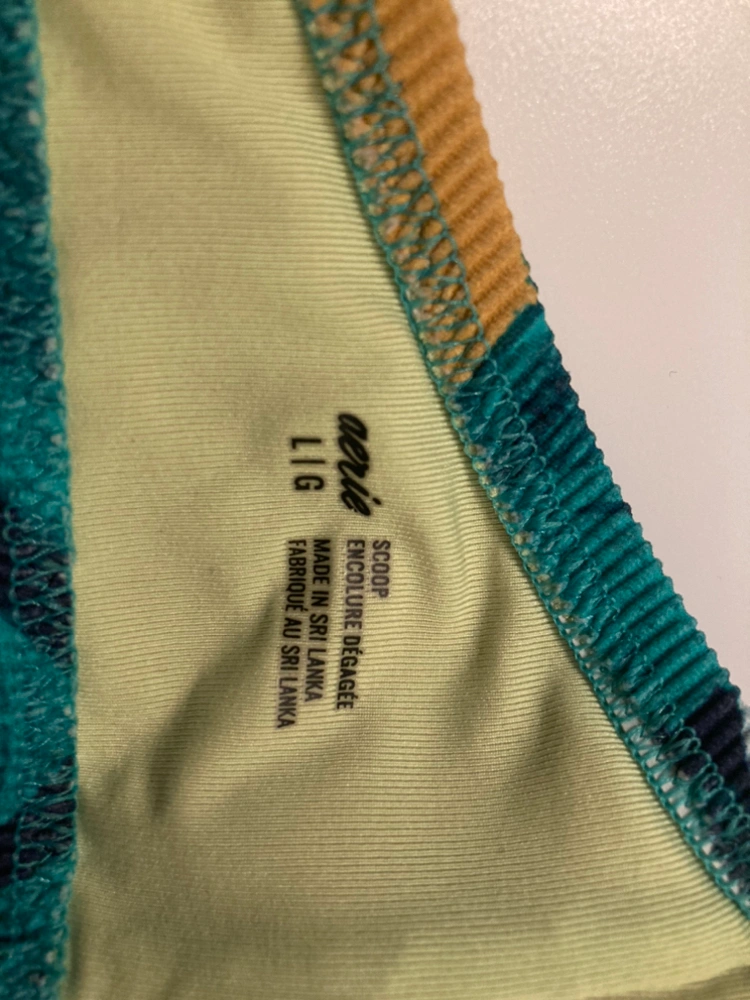 aerie
L | G
SCOOP
ENCOLURE DÉGAGÉE
MADE IN SRI LANKA
FABRIQUÉ AU SRI LANKA